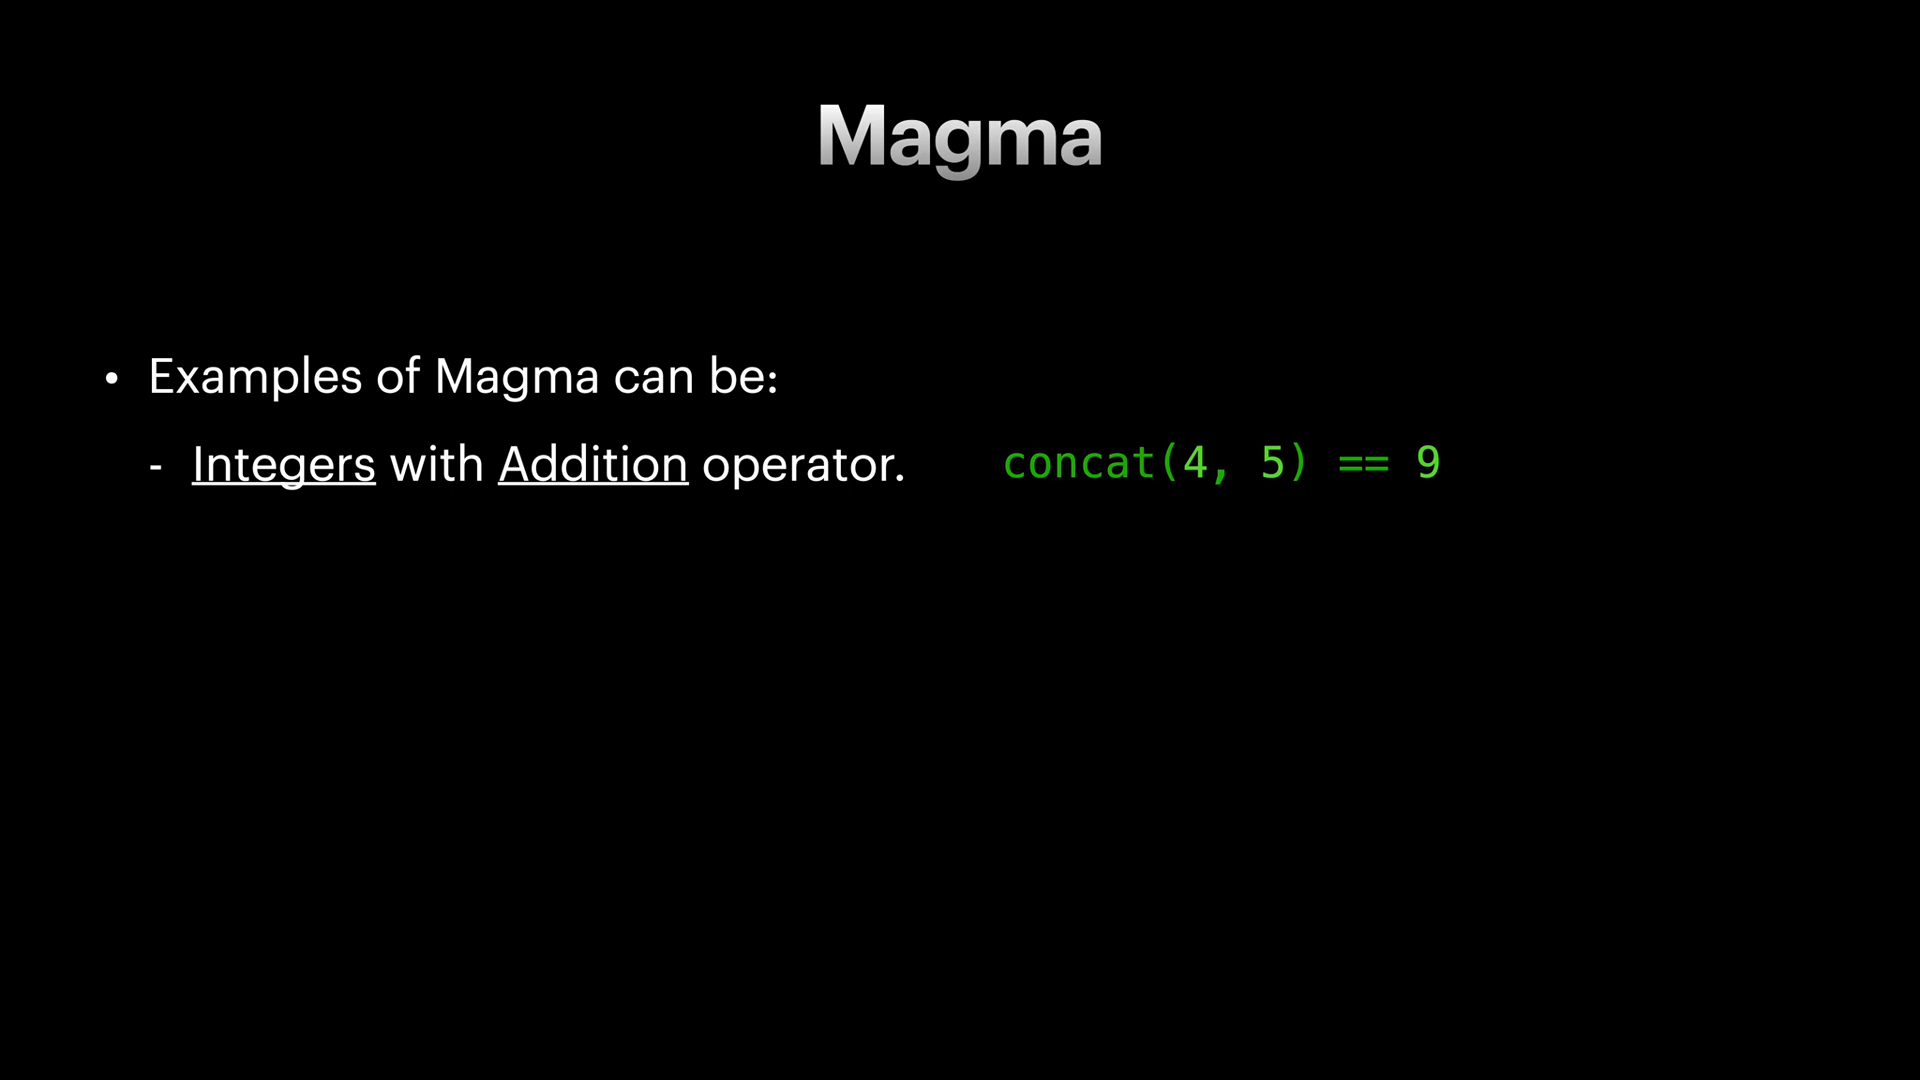 Magma
• Examples of Magma can be:
- Integers with Addition operator. concat(4, 5) == 9